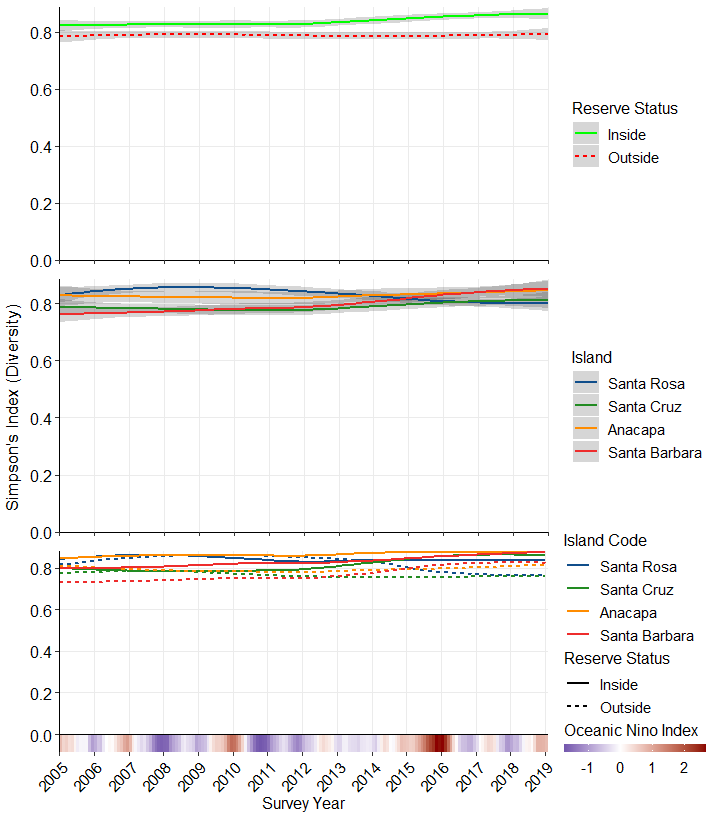 0.8
0.6
0.4
0.2
0.0
Reserve Status
Inside
Outside
Simpson's Index (Diversity)
0.8
0.6
0.4
0.2
0.0
Island
Santa Rosa
Santa Cruz
Anacapa
Santa Barbara
0.8
0.6
0.4
0.2
0.0
2005 2006 2007 2008 2009 2010 2011 2012 2013 2014 2015 2016 2017 2018 2019
Survey Year
Island Code
Santa Rosa
Santa Cruz
Anacapa
Santa Barbara
Reserve Status
Inside
Outside
Oceanic Nino Index
-1 0 1 2